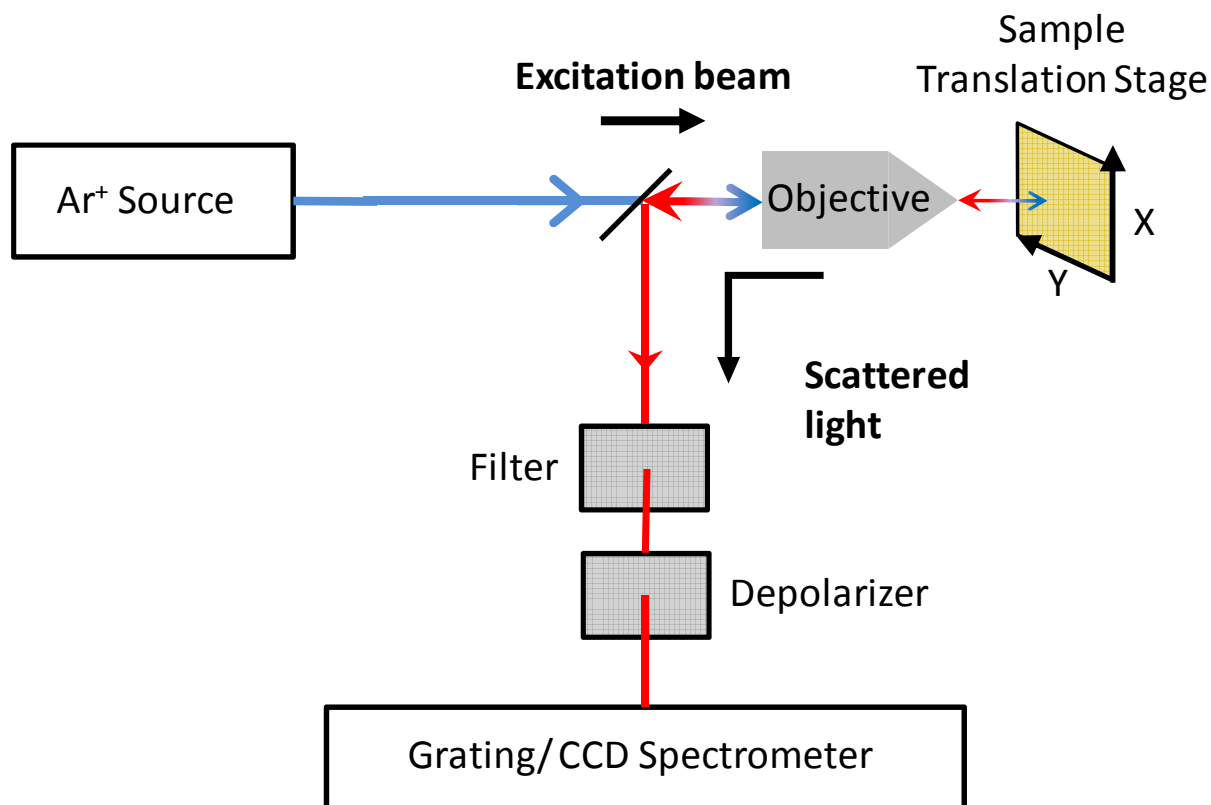 Sample
Translation Stage
Excitation beam
Ar⁺ Source
Objective
X
Y
Scattered
light
Filter
Depolarizer
Grating/ CCD Spectrometer